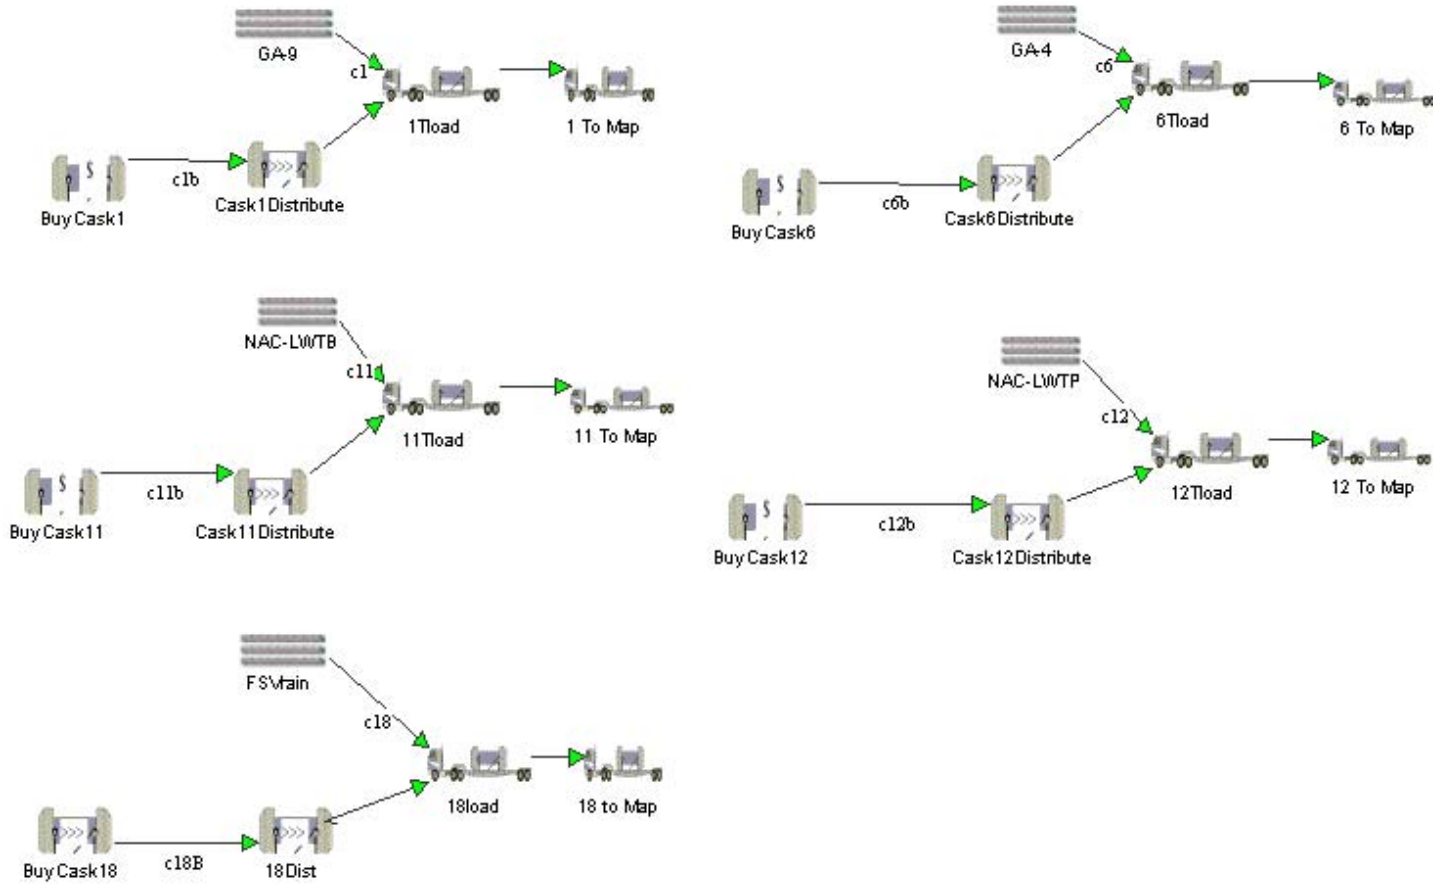 GA-9
c1
1Tload
1 To Map
c1b
Buy Cask1
Cask1Distribute
$
GA-4
c6
6Tload
6 To Map
c6b
Buy Cask6
Cask6Distribute
$
NAC-LWTB
c11
11Tload
11 To Map
c11b
Buy Cask11
Cask11Distribute
$
NAC-LWTP
c12
12Tload
12 To Map
c12b
Buy Cask12
Cask12Distribute
$
c18
18load
18 to Map
c18B
Buy Cask18
18Dist